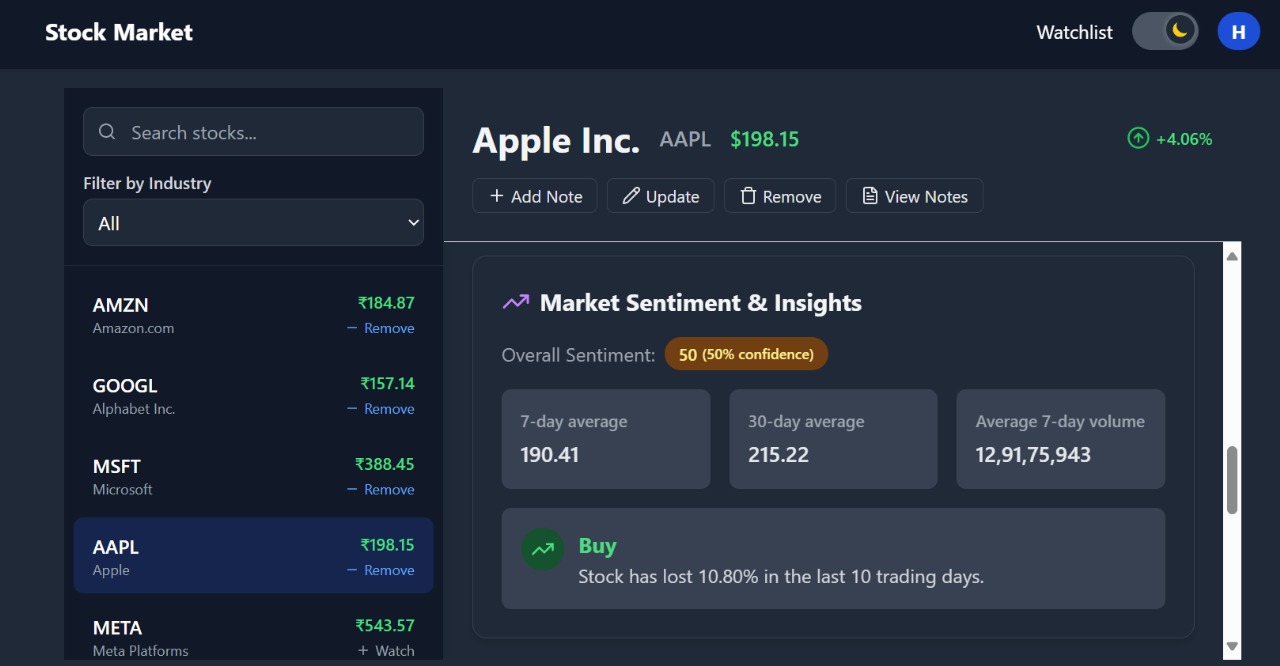 Stock Market
Watchlist
H
Search stocks...
Filter by Industry
All
AMZN ₹184.87
Amazon.com − Remove
GOOGL ₹157.14
Alphabet Inc. − Remove
MSFT ₹388.45
Microsoft − Remove
AAPL ₹198.15
Apple − Remove
META ₹543.57
Meta Platforms + Watch
Apple Inc. AAPL $198.15 +4.06%
+ Add Note Update Remove View Notes
Market Sentiment & Insights
Overall Sentiment: 50 (50% confidence)
7-day average 30-day average Average 7-day volume
190.41 215.22 12,91,75,943
Buy
Stock has lost 10.80% in the last 10 trading days.